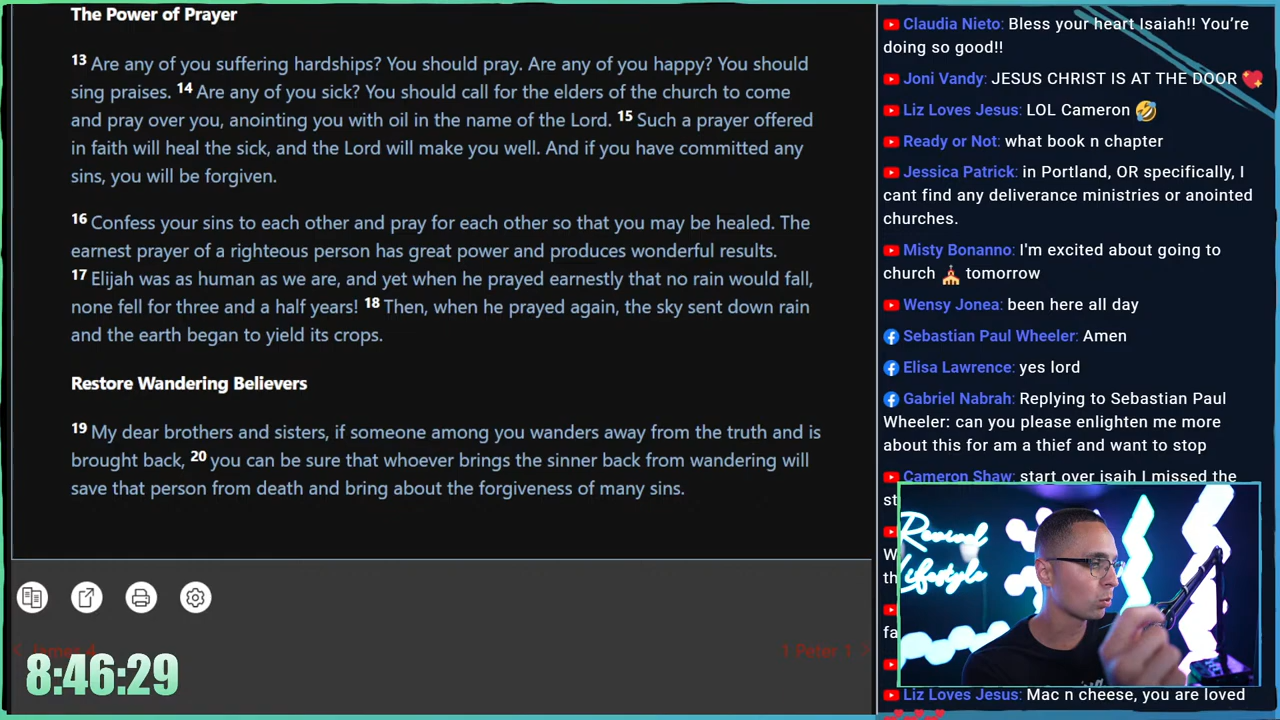 The Power of Prayer
13 Are any of you suffering hardships? You should pray. Are any of you happy? You should
sing praises. 14 Are any of you sick? You should call for the elders of the church to come
and pray over you, anointing you with oil in the name of the Lord. 15 Such a prayer offered
in faith will heal the sick, and the Lord will make you well. And if you have committed any
sins, you will be forgiven.
16 Confess your sins to each other and pray for each other so that you may be healed. The
earnest prayer of a righteous person has great power and produces wonderful results.
17 Elijah was as human as we are, and yet when he prayed earnestly that no rain would fall,
none fell for three and a half years! 18 Then, when he prayed again, the sky sent down rain
and the earth began to yield its crops.
Restore Wandering Believers
19 My dear brothers and sisters, if someone among you wanders away from the truth and is
brought back, 20 you can be sure that whoever brings the sinner back from wandering will
save that person from death and bring about the forgiveness of many sins.
James 4
1 Peter 1
8:46:29
Claudia Nieto: Bless your heart Isaiah!! You're
doing so good!!
Joni Vandy: JESUS CHRIST IS AT THE DOOR 💖
Liz Loves Jesus: LOL Cameron 🤣
Ready or Not: what book n chapter
Jessica Patrick: in Portland, OR specifically, I
cant find any deliverance ministries or anointed
churches.
Misty Bonanno: I'm excited about going to
church ⛪ tomorrow
Wensy Jonea: been here all day
Sebastian Paul Wheeler: Amen
Elisa Lawrence: yes lord
Gabriel Nabrah: Replying to Sebastian Paul
Wheeler: can you please enlighten me more
about this for am a thief and want to stop
Cameron Shaw: start over isaih I missed the
Revival
Lifestyle
Liz Loves Jesus: Mac n cheese, you are loved